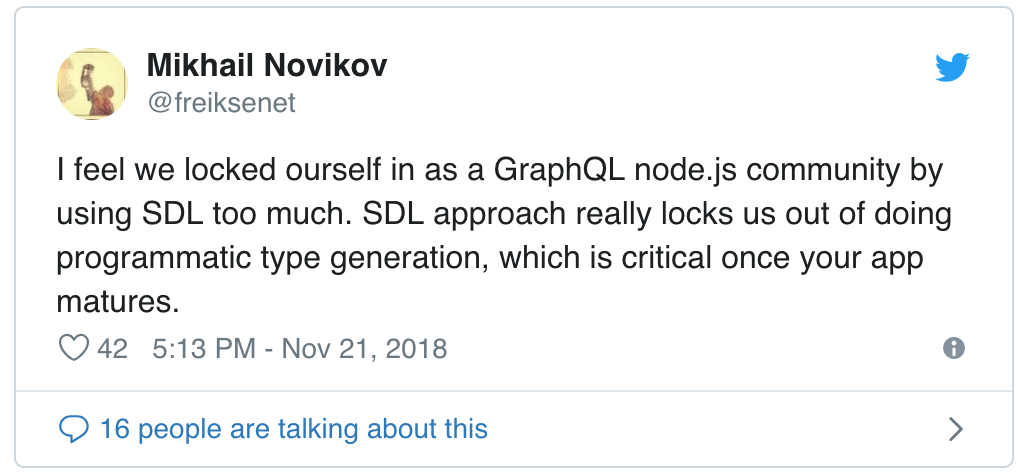 Mikhail Novikov
@freiksenet
I feel we locked ourself in as a GraphQL node.js community by
using SDL too much. SDL approach really locks us out of doing
programmatic type generation, which is critical once your app
matures.
42 5:13 PM - Nov 21, 2018
16 people are talking about this